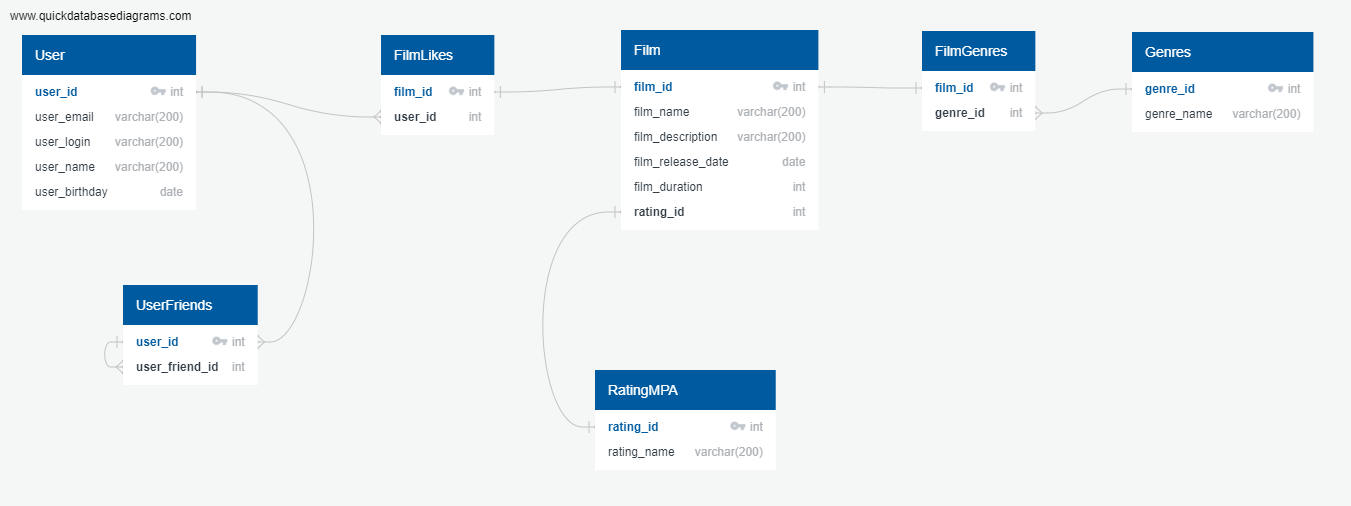 www.quickdatabasediagrams.com
User
user_id int
user_email varchar(200)
user_login varchar(200)
user_name varchar(200)
user_birthday date
FilmLikes
film_id int
user_id int
Film
film_id int
film_name varchar(200)
film_description varchar(200)
film_release_date date
film_duration int
rating_id int
FilmGenres
film_id int
genre_id int
Genres
genre_id int
genre_name varchar(200)
UserFriends
user_id int
user_friend_id int
RatingMPA
rating_id int
rating_name varchar(200)